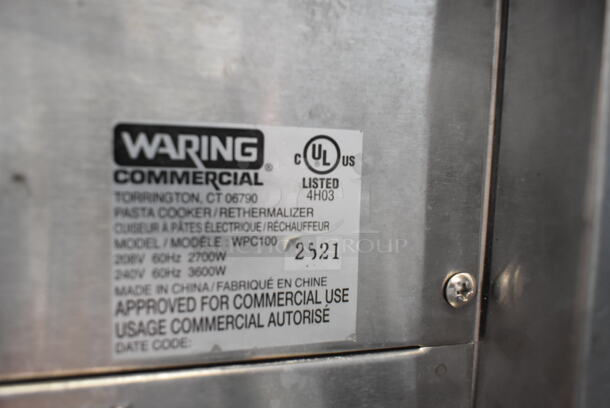 WARING
COMMERCIAL®
TORRINGTON, CT 06790
PASTA COOKER/RETHERMALIZER
CUISEUR À PÂTES ÉLECTRIQUE/RÉCHAUFFEUR
MODEL / MODÈLE : WPC100
208V 60Hz 2700W
240V 60Hz 3600W
2521
MADE IN CHINA/FABRIQUÉ EN CHINE
APPROVED FOR COMMERCIAL USE
USAGE COMMERCIAL AUTORISÉ
DATE CODE:
C UL US
LISTED
4H03
GROUP